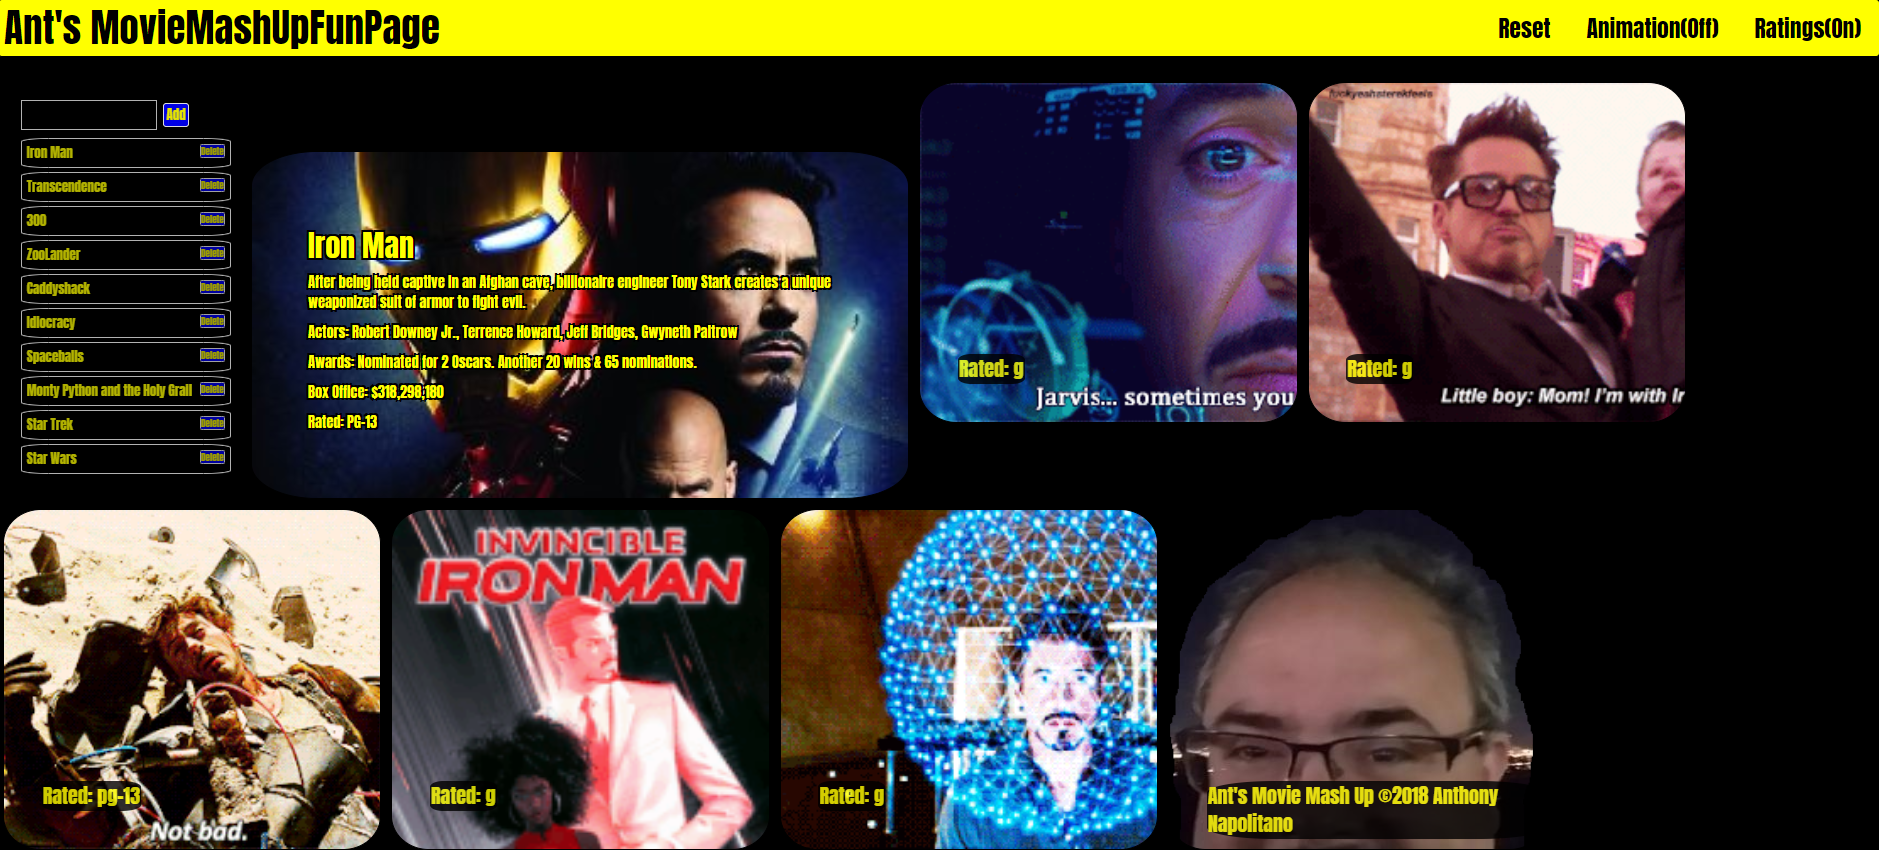 Ant's MovieMashUpFunPage
Reset Animation(Off) Ratings(On)
Add
Iron Man Delete
Transcendence Delete
300 Delete
ZooLander Delete
Caddyshack Delete
Idiocracy Delete
Spaceballs Delete
Monty Python and the Holy Grail Delete
Star Trek Delete
Star Wars Delete
Iron Man
After being held captive in an Afghan cave, billionaire engineer Tony Stark creates a unique
weaponized suit of armor to fight evil.
Actors: Robert Downey Jr., Terrence Howard, Jeff Bridges, Gwyneth Paltrow
Awards: Nominated for 2 Oscars. Another 20 wins & 65 nominations.
Box Office: $318,298,180
Rated: PG-13
Rated: g
Jarvis... sometimes you
fuckyeahsterekfeels
Rated: g
Little boy: Mom! I'm with Ir
Rated: pg-13
Not bad.
INVINCIBLE
IRON MAN
Rated: g
Rated: g
Ant's Movie Mash Up ©2018 Anthony
Napolitano